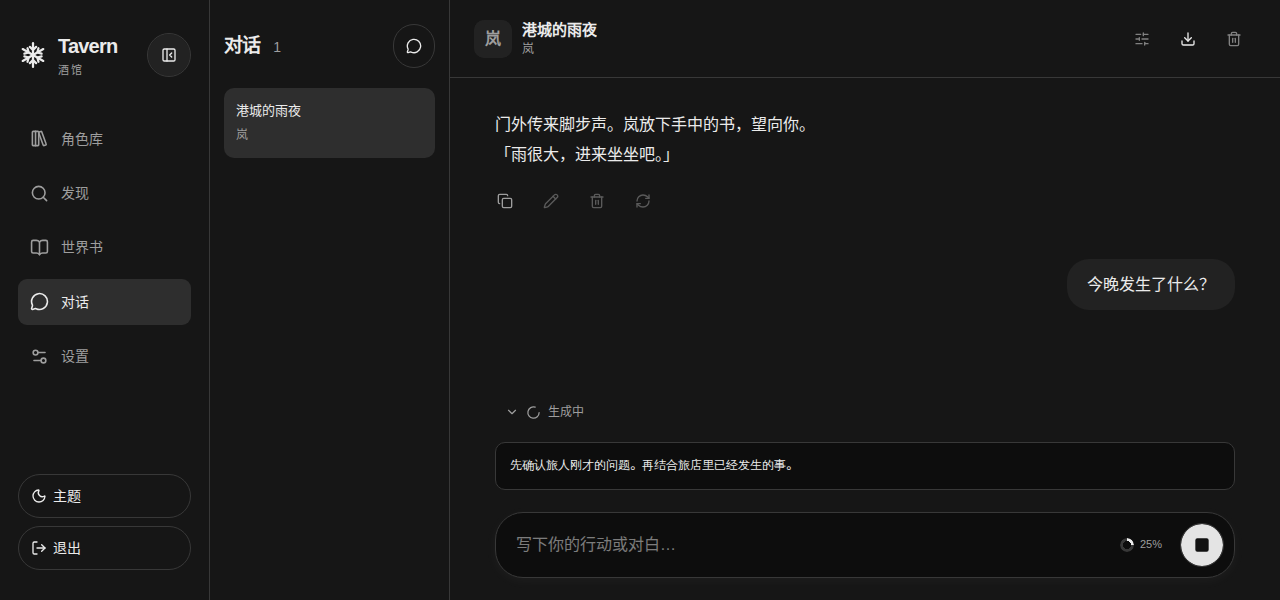 Tavern
酒馆
角色库
发现
世界书
对话
设置
主题
退出
对话 1
港城的雨夜
岚
岚
港城的雨夜
岚
门外传来脚步声。岚放下手中的书，望向你。
「雨很大，进来坐坐吧。」
今晚发生了什么？
生成中
先确认旅人刚才的问题。再结合旅店里已经发生的事。
写下你的行动或对白…
25%